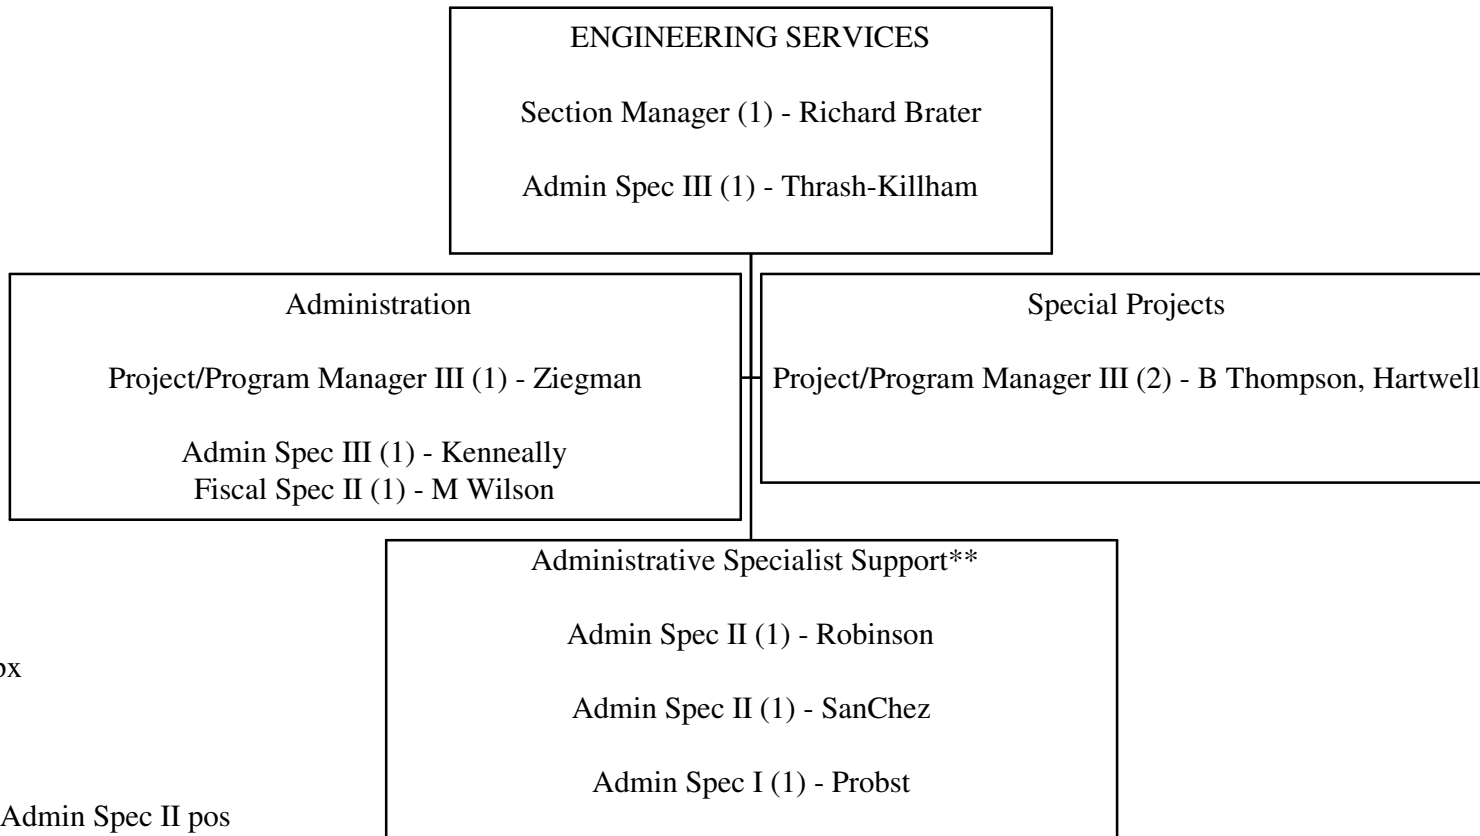 ENGINEERING SERVICES
Section Manager (1) - Richard Brater
Admin Spec III (1) - Thrash-Killham
Administration
Project/Program Manager III (1) - Ziegman
Admin Spec III (1) - Kenneally
Fiscal Spec II (1) - M Wilson
Special Projects
Project/Program Manager III (2) - B Thompson, Hartwell
Administrative Specialist Support**
Admin Spec II (1) - Robinson
Admin Spec II (1) - SanChez
Admin Spec I (1) - Probst
Admin Spec II pos